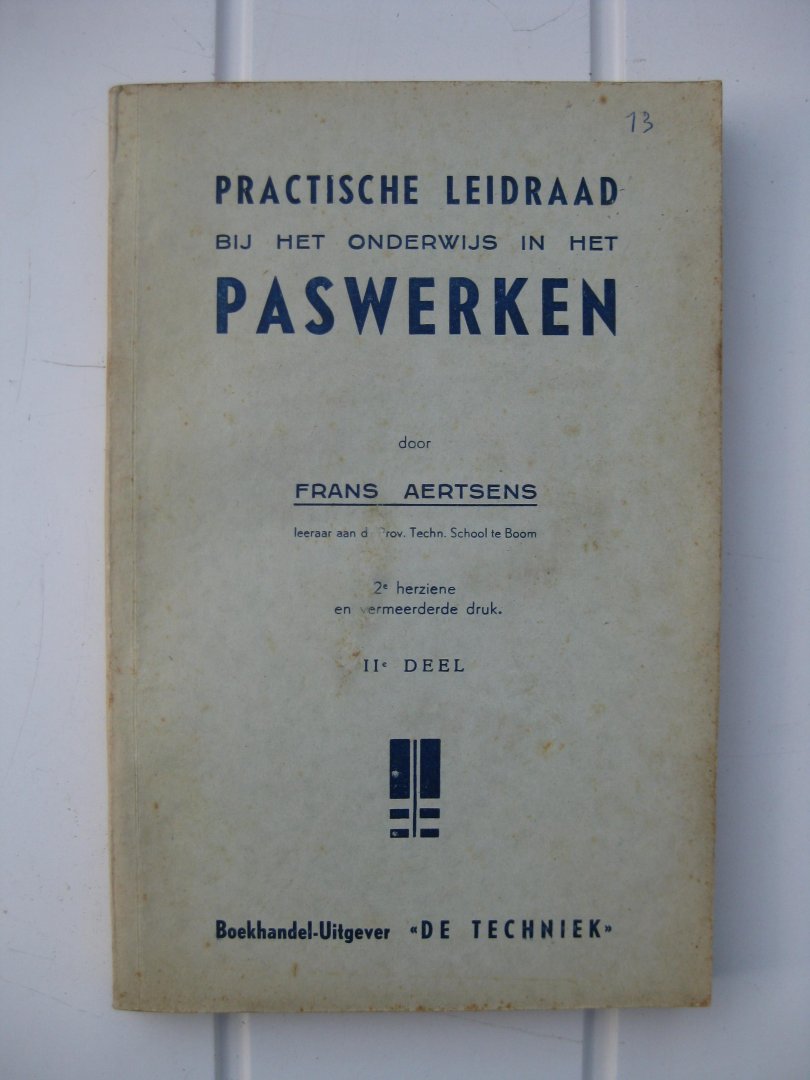 13
PRACTISCHE LEIDRAAD
BIJ HET ONDERWIJS IN HET
PASWERKEN
door
FRANS AERTSENS
leeraar aan d Prov. Techn. School te Boom
2e herziene
en vermeerderde druk.
IIe DEEL
Boekhandel-Uitgever «DE TECHNIEK»